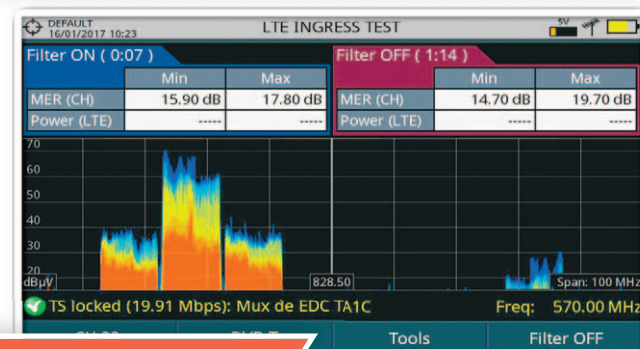 DEFAULT
16/01/2017 10:23
LTE INGRESS TEST
5V
Filter ON ( 0:07 )
Min Max
MER (CH) 15.90 dB 17.80 dB
Power (LTE) ----- -----
Filter OFF ( 1:14 )
Min Max
MER (CH) 14.70 dB 19.70 dB
Power (LTE) ----- -----
70
60
50
40
30
20
dBµV 828.50 Span: 100 MHz
TS locked (19.91 Mbps): Mux de EDC TA1C Freq: 570.00 MHz
Tools Filter OFF